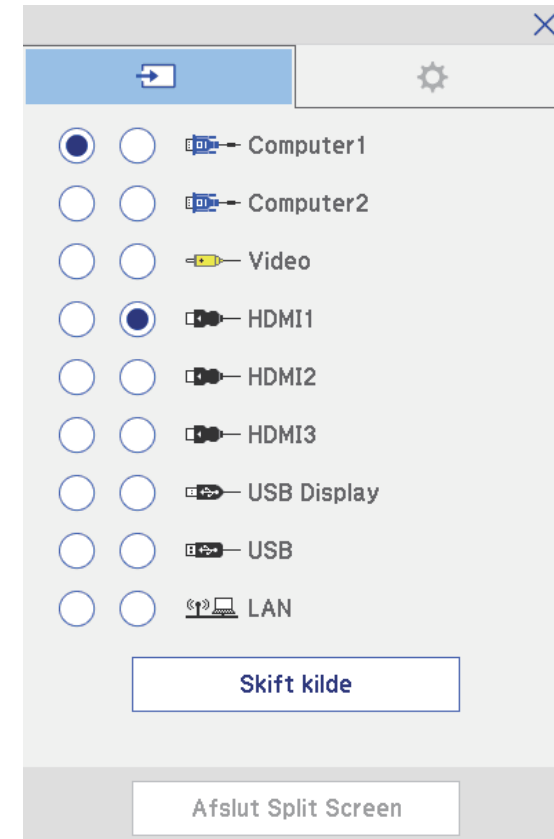 Computer1
Computer2
Video
HDMI1
HDMI2
HDMI3
USB Display
USB
LAN
Skift kilde
Afslut Split Screen